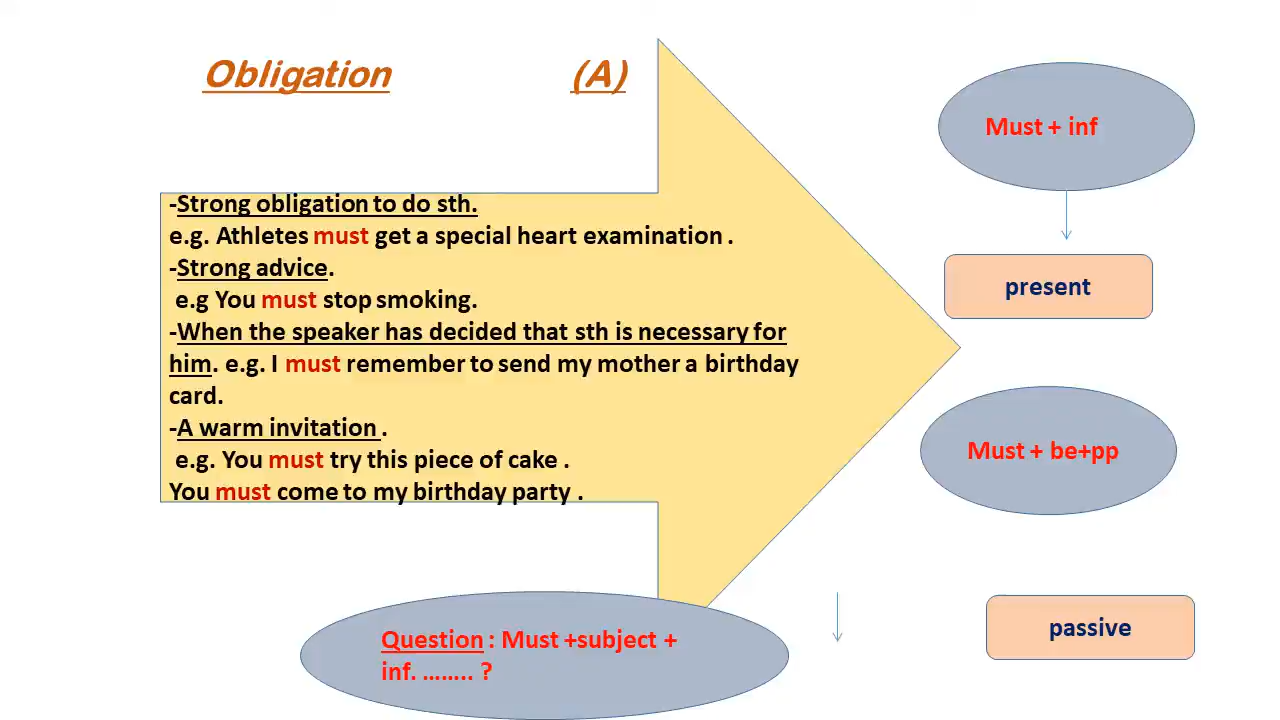 Obligation (A)
-Strong obligation to do sth.
e.g. Athletes must get a special heart examination .
-Strong advice.
e.g You must stop smoking.
-When the speaker has decided that sth is necessary for
him. e.g. I must remember to send my mother a birthday
card.
-A warm invitation .
e.g. You must try this piece of cake .
You must come to my birthday party .
Must + inf
present
Must + be+pp
passive
Question : Must +subject +
inf. …….. ?